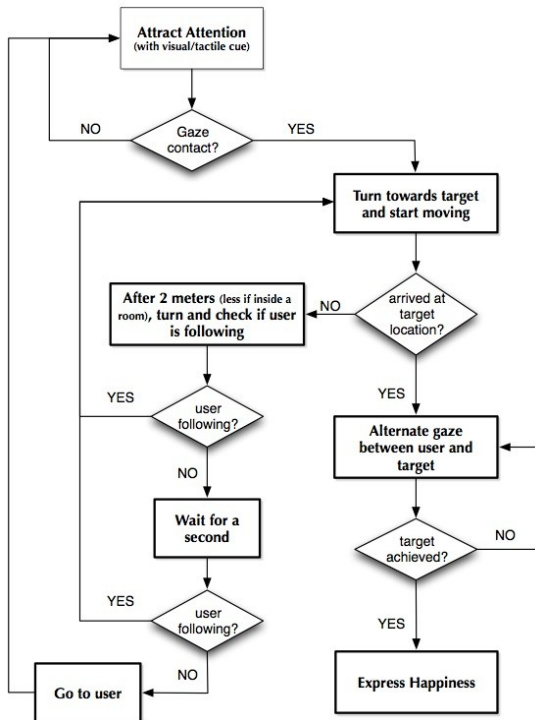 Attract Attention
(with visual/tactile cue)
NO
Gaze
contact?
YES
Turn towards target
and start moving
After 2 meters (less if inside a
room), turn and check if user
is following
NO
arrived at
target
location?
YES
user
following?
YES
NO
Alternate gaze
between user and
target
Wait for a
second
target
achieved?
NO
YES
user
following?
YES
NO
Go to user
Express Happiness